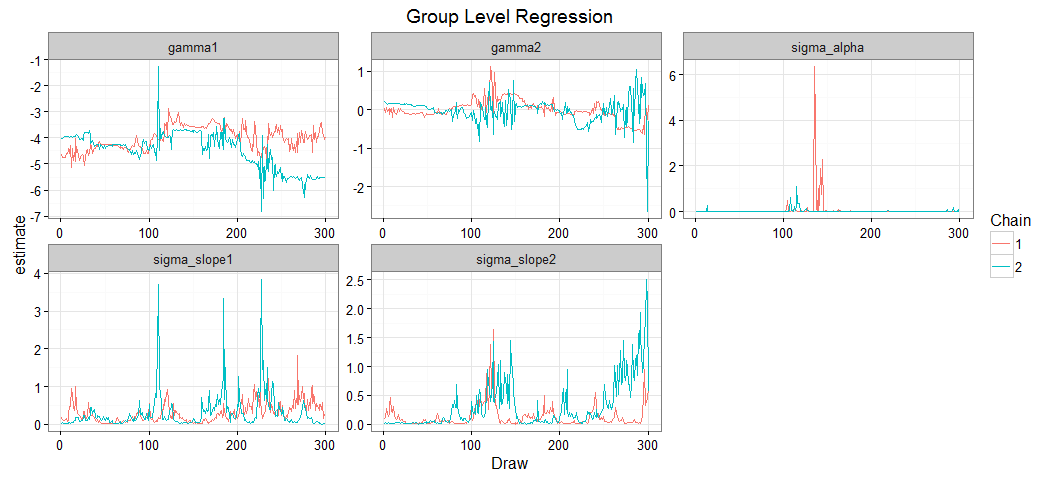 Group Level Regression
gamma1
gamma2
sigma_alpha
-1
-2
-3
-4
-5
-6
-7
0 100 200 300
1
0
-1
-2
0 100 200 300
6
4
2
0
0 100 200 300
estimate
sigma_slope1
sigma_slope2
4
3
2
1
0
0 100 200 300
2.5
2.0
1.5
1.0
0.5
0.0
0 100 200 300
Draw
Chain
1
2